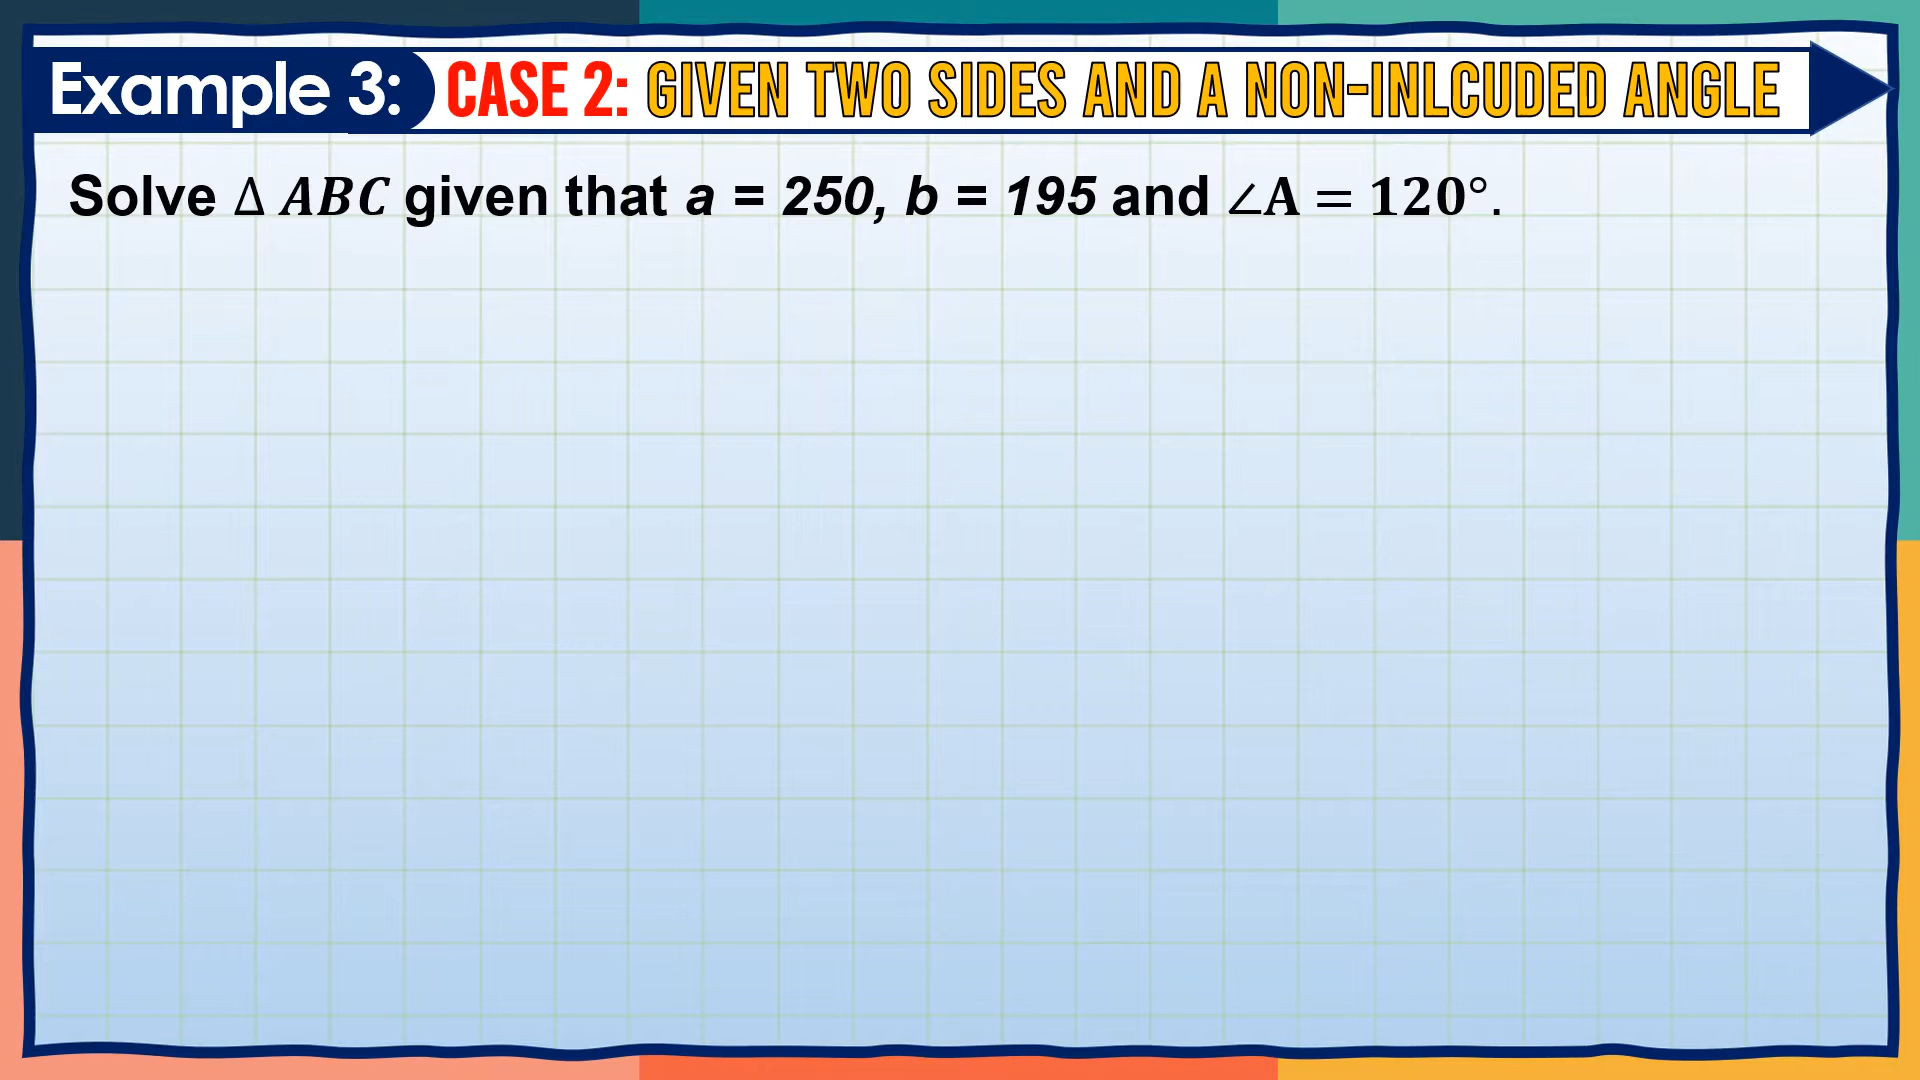 Example 3: CASE 2: GIVEN TWO SIDES AND A NON-INLCUDED ANGLE
Solve Δ ABC given that a = 250, b = 195 and ∠A = 120°.